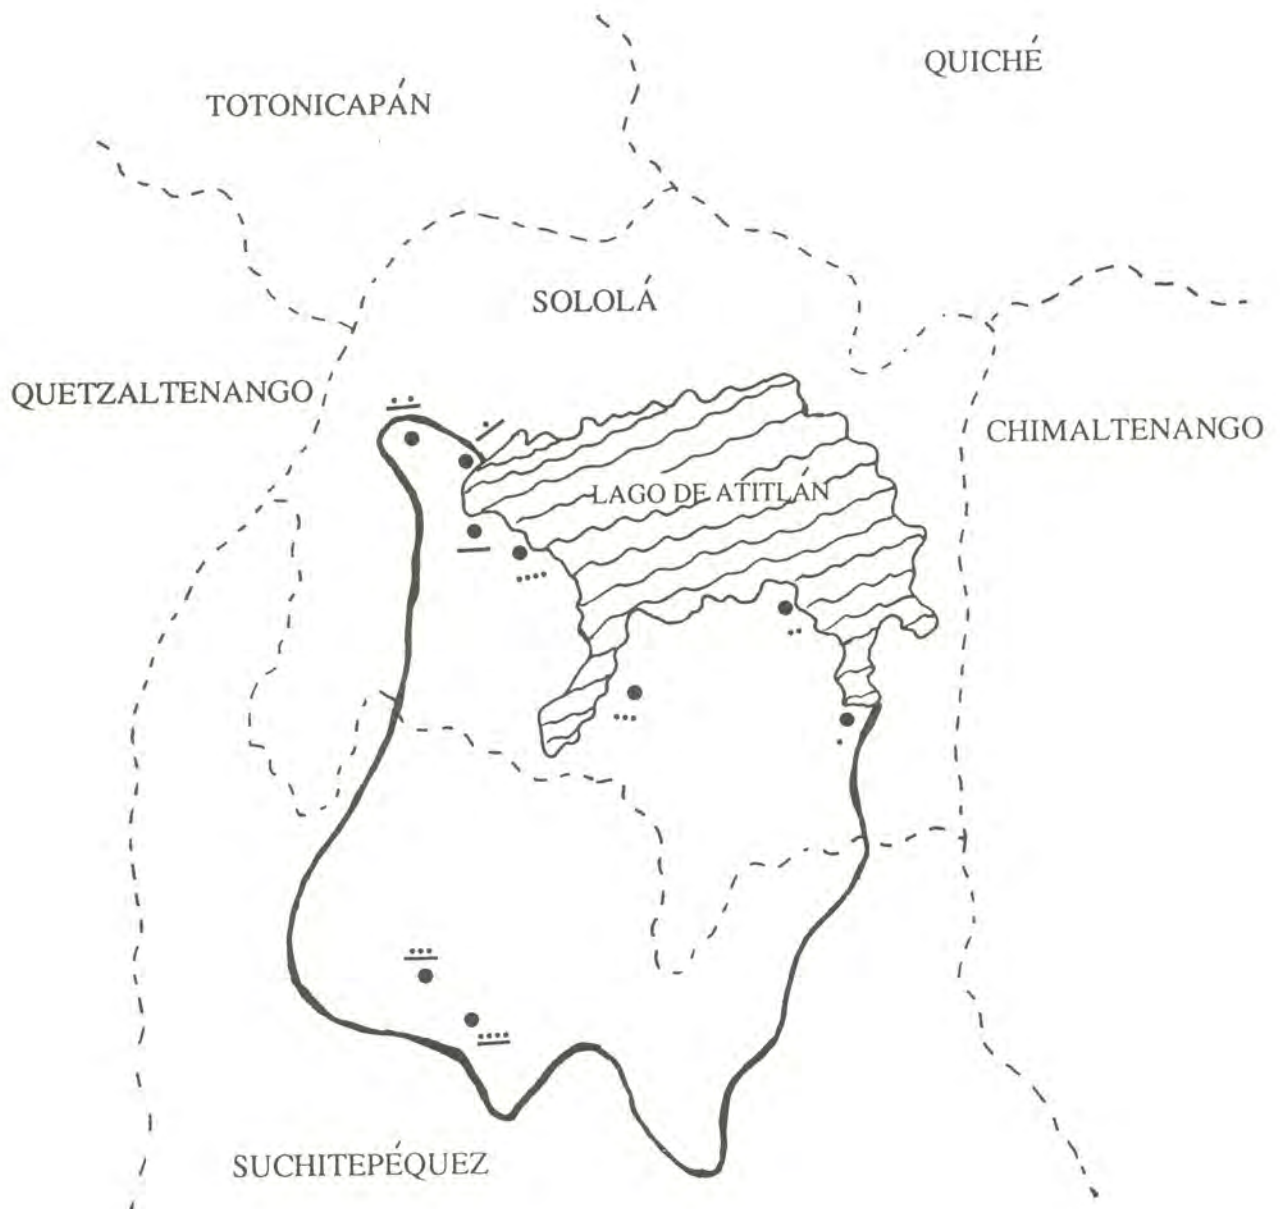 QUICHÉ
TOTONICAPÁN
SOLOLÁ
QUETZALTENANGO
CHIMALTENANGO
LAGO DE ATITLÁN
SUCHITEPÉQUEZ